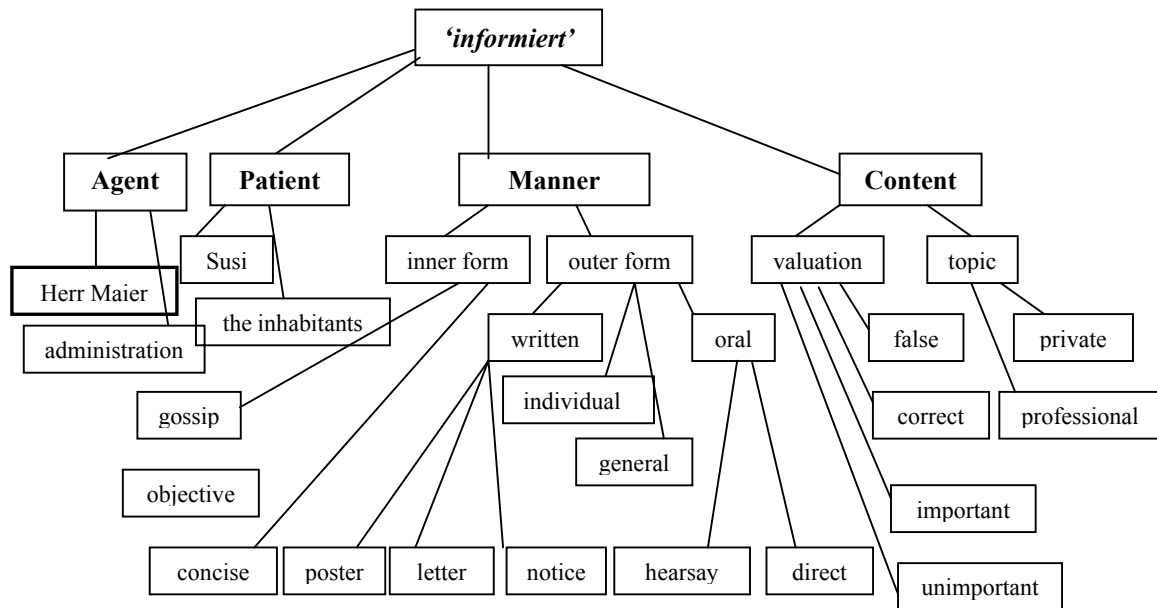 ‘informiert’
Agent
Patient
Manner
Content
Susi
inner form
outer form
valuation
topic
Herr Maier
the inhabitants
administration
written
oral
false
private
gossip
individual
correct
professional
general
objective
important
concise
poster
letter
notice
hearsay
direct
unimportant